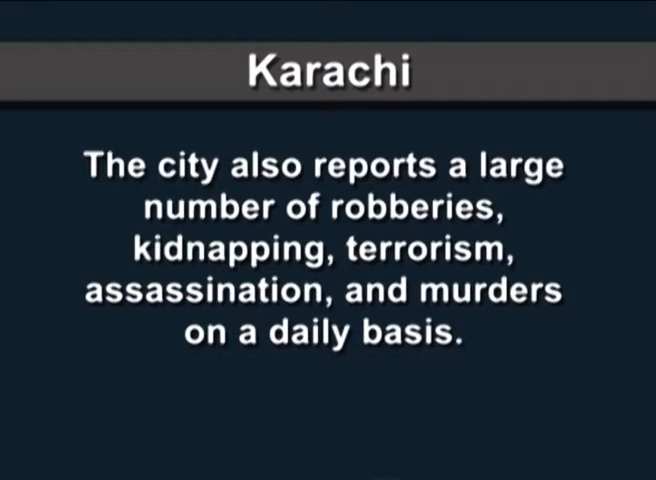 Karachi
The city also reports a large
number of robberies,
kidnapping, terrorism,
assassination, and murders
on a daily basis.